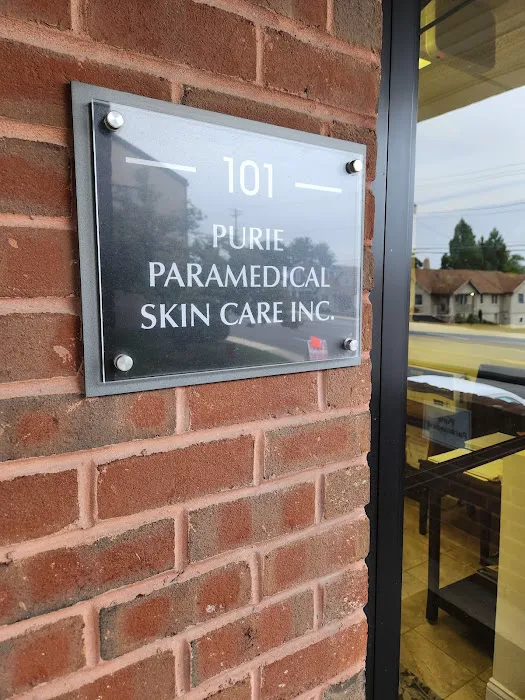 101
PURIE
PARAMEDICAL
SKIN CARE INC.